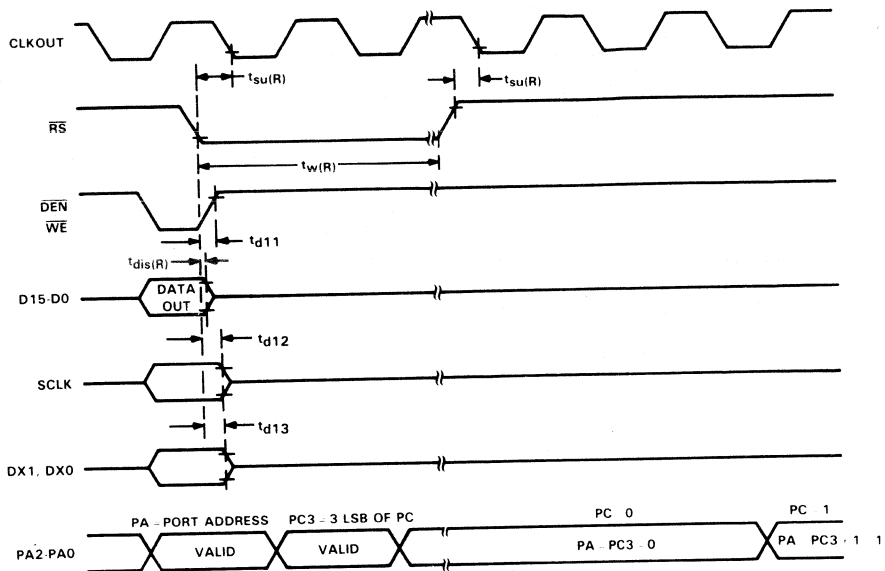 CLKOUT
tsu(R)
tsu(R)
RS
tw(R)
DEN
WE
td11
tdis(R)
D15-D0
DATA
OUT
td12
SCLK
td13
DX1, DX0
PA = PORT ADDRESS
PC3 = 3 LSB OF PC
PC 0
PC 1
PA2-PA0
VALID
VALID
PA PC3 0
PA PC3 1 1